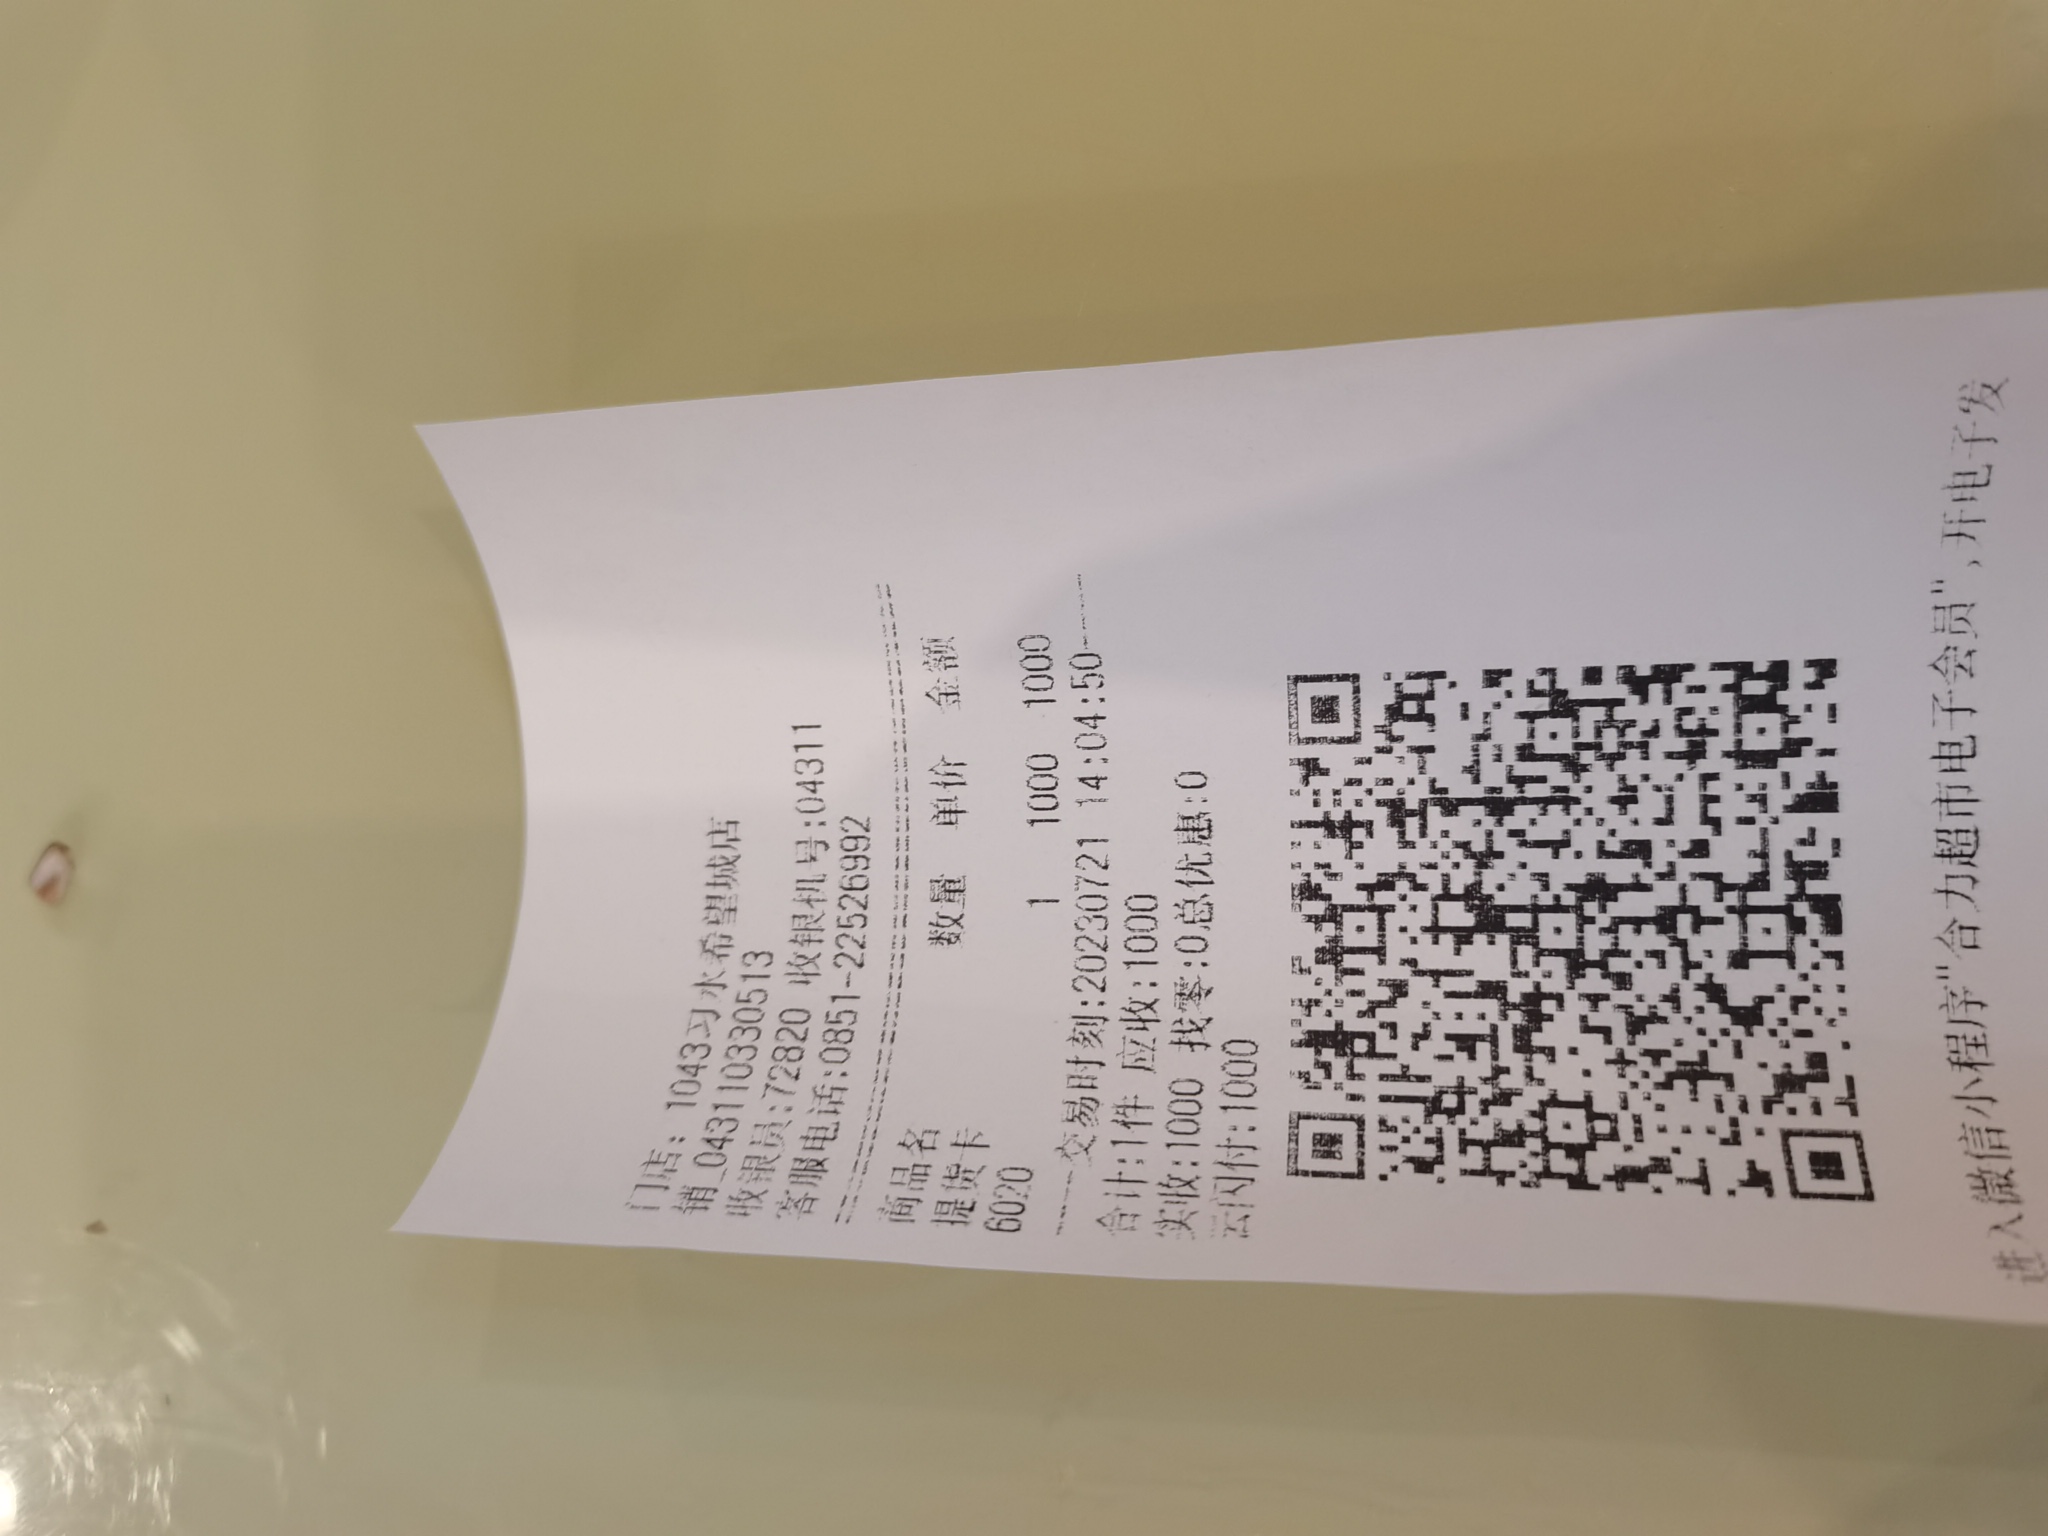 门店: 1043习水希望城店
销_0431103330513
收银员:72820 收银机号:04311
客服电话:0851-22526992
商品名 数量 单价 金额
提货卡
6020 1 1000 1000
交易时刻:20230721 14:04:50
合计:1件 应收:1000
实收:1000 找零:0总优惠:0
云闪付:1000
进入微信小程序"合力超市电子会员",开电子发